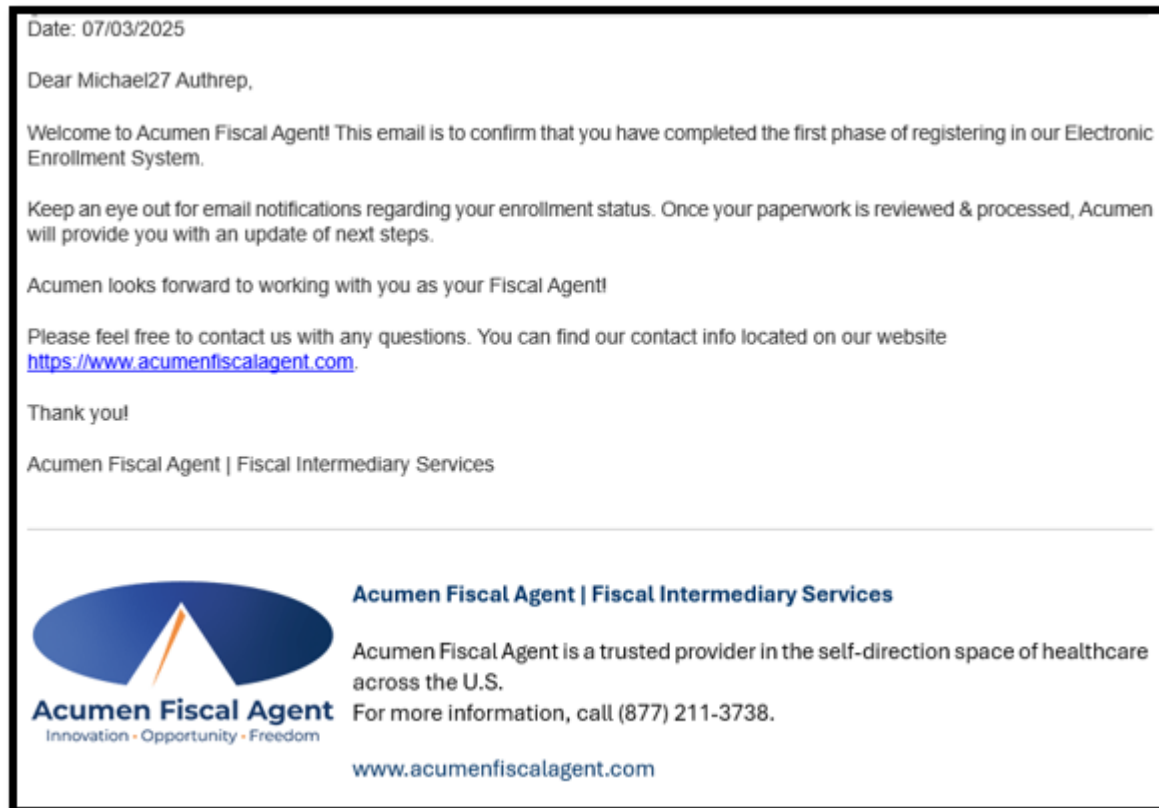 Date: 07/03/2025
Dear Michael27 Authrep,
Welcome to Acumen Fiscal Agent! This email is to confirm that you have completed the first phase of registering in our Electronic
Enrollment System.
Keep an eye out for email notifications regarding your enrollment status. Once your paperwork is reviewed & processed, Acumen
will provide you with an update of next steps.
Acumen looks forward to working with you as your Fiscal Agent!
Please feel free to contact us with any questions. You can find our contact info located on our website
https://www.acumenfiscalagent.com.
Thank you!
Acumen Fiscal Agent | Fiscal Intermediary Services
Acumen Fiscal Agent
Innovation - Opportunity - Freedom
Acumen Fiscal Agent | Fiscal Intermediary Services
Acumen Fiscal Agent is a trusted provider in the self-direction space of healthcare
across the U.S.
For more information, call (877) 211-3738.
www.acumenfiscalagent.com